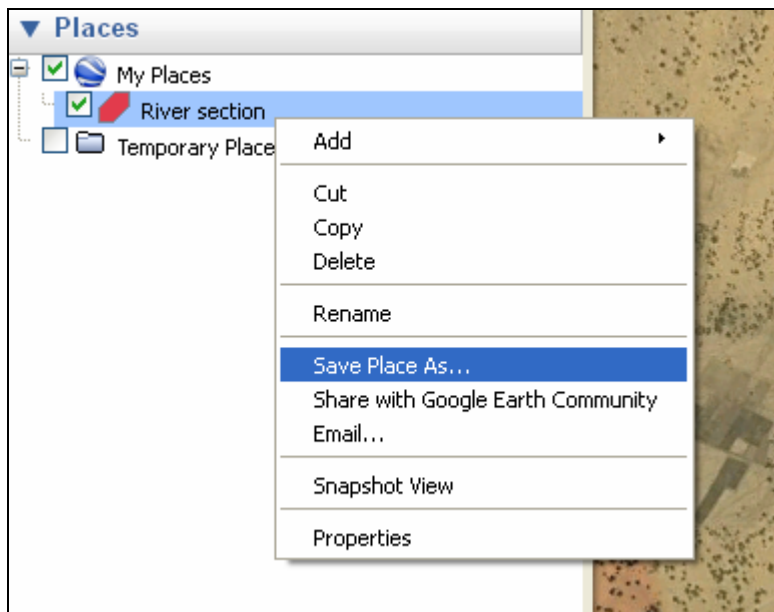 Places
My Places
River section
Temporary Place
Add
Cut
Copy
Delete
Rename
Save Place As...
Share with Google Earth Community
Email...
Snapshot View
Properties